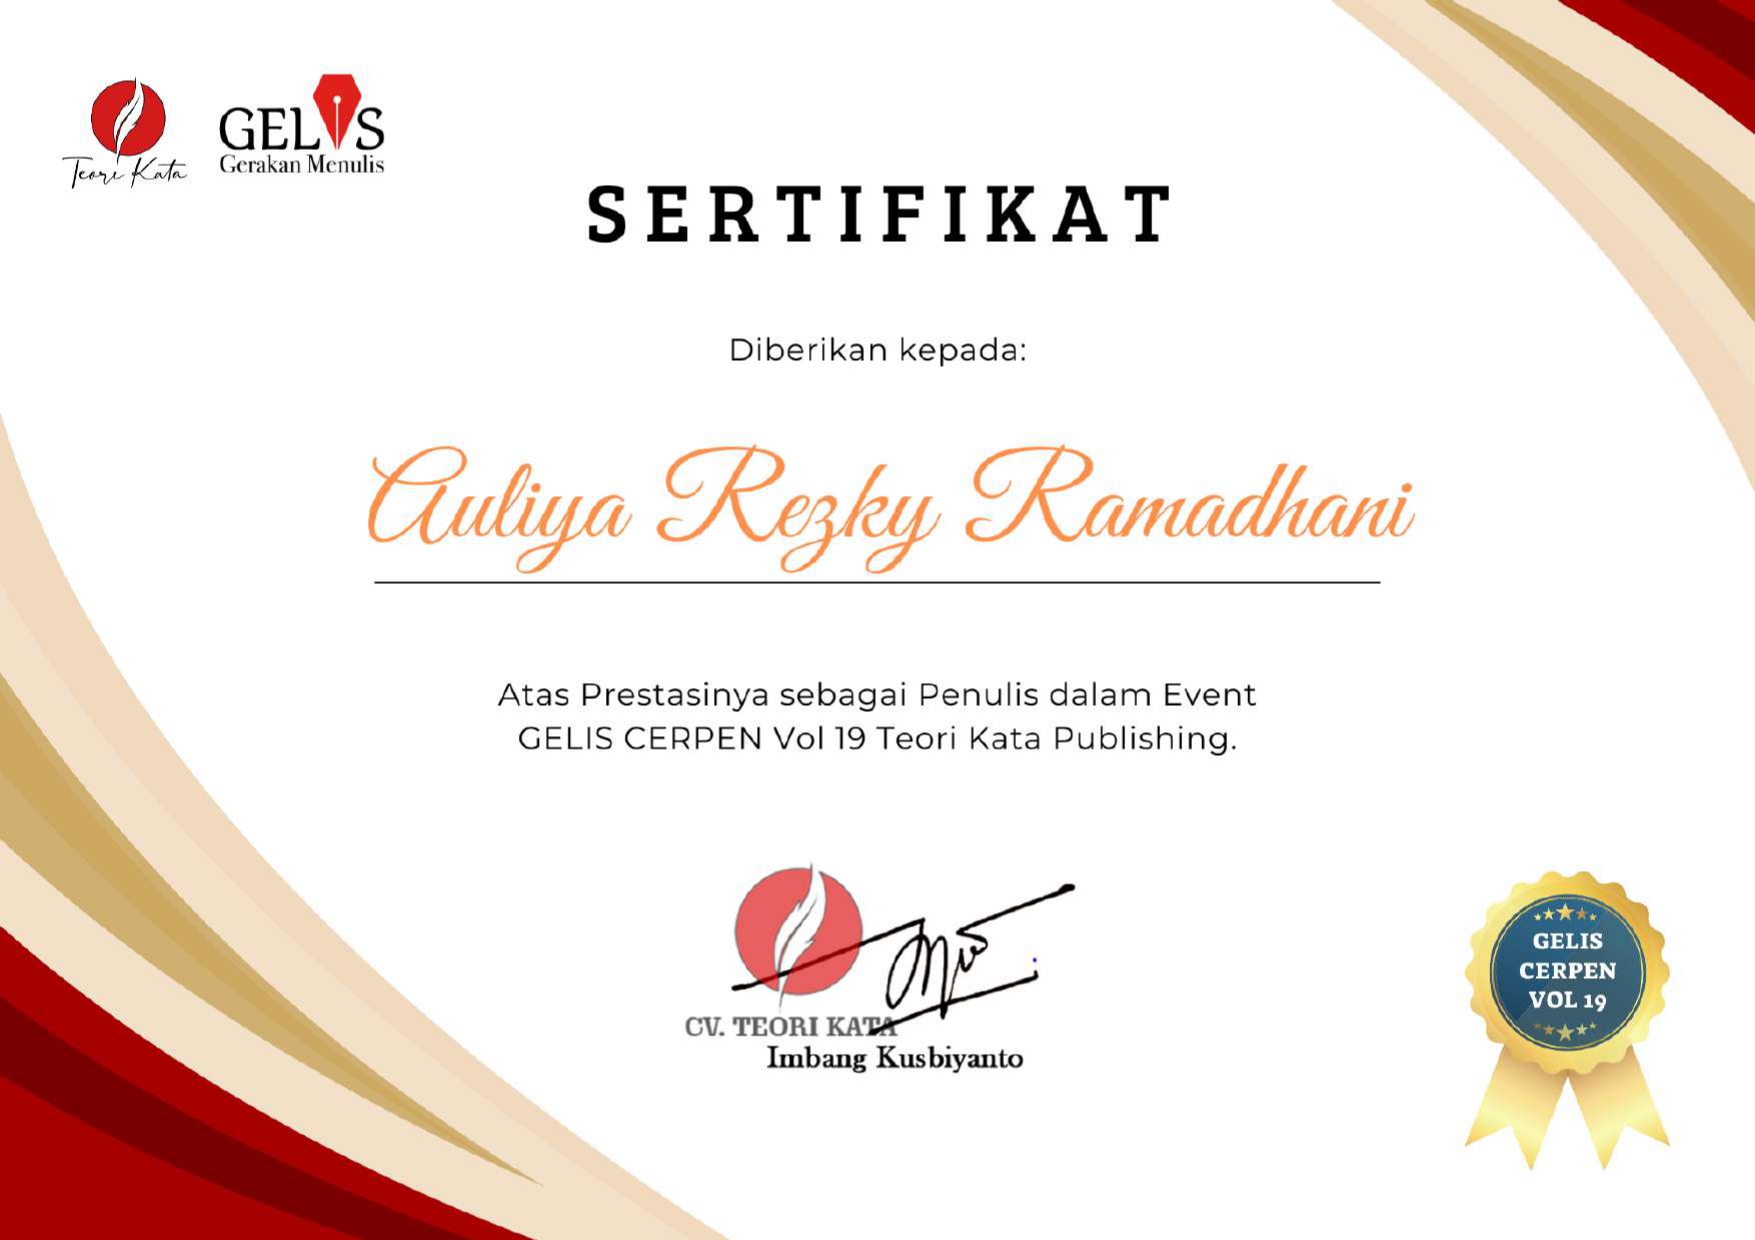 Teori Kata
GELIS
Gerakan Menulis
SERTIFIKAT
Diberikan kepada:
Auliya Rezky Ramadhani
Atas Prestasinya sebagai Penulis dalam Event
GELIS CERPEN Vol 19 Teori Kata Publishing.
CV. TEORI KATA
Imbang Kusbiyanto
GELIS
CERPEN
VOL 19